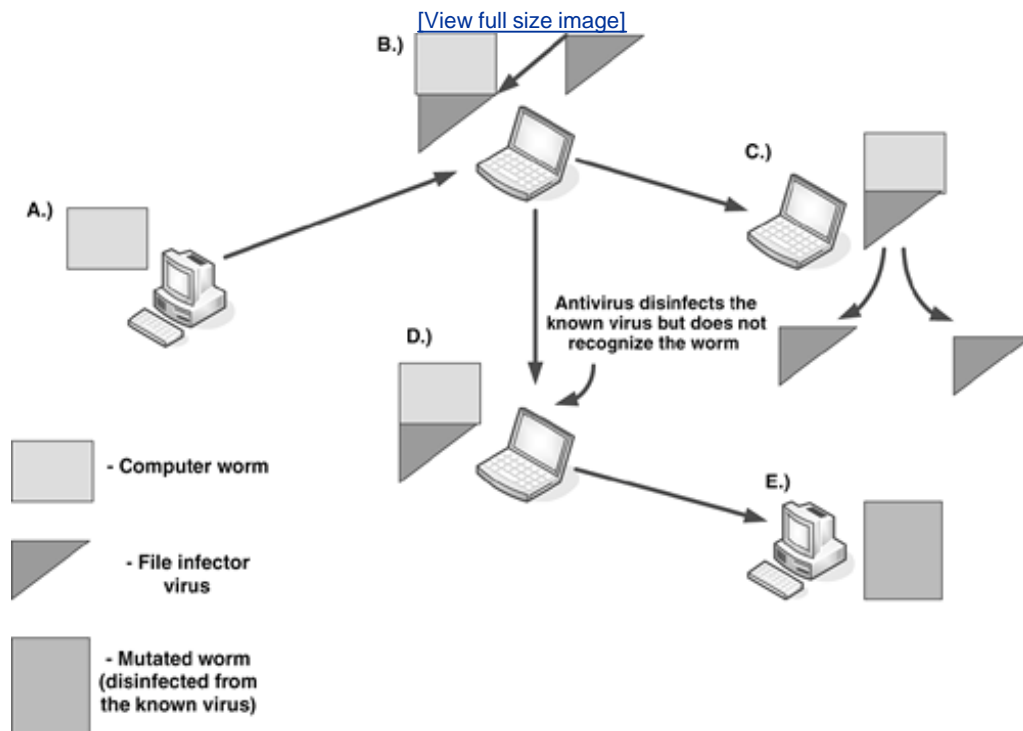 [View full size image]
B.)
C.)
A.)
Antivirus disinfects the
known virus but does not
recognize the worm
D.)
- Computer worm
E.)
- File infector
virus
- Mutated worm
(disinfected from
the known virus)